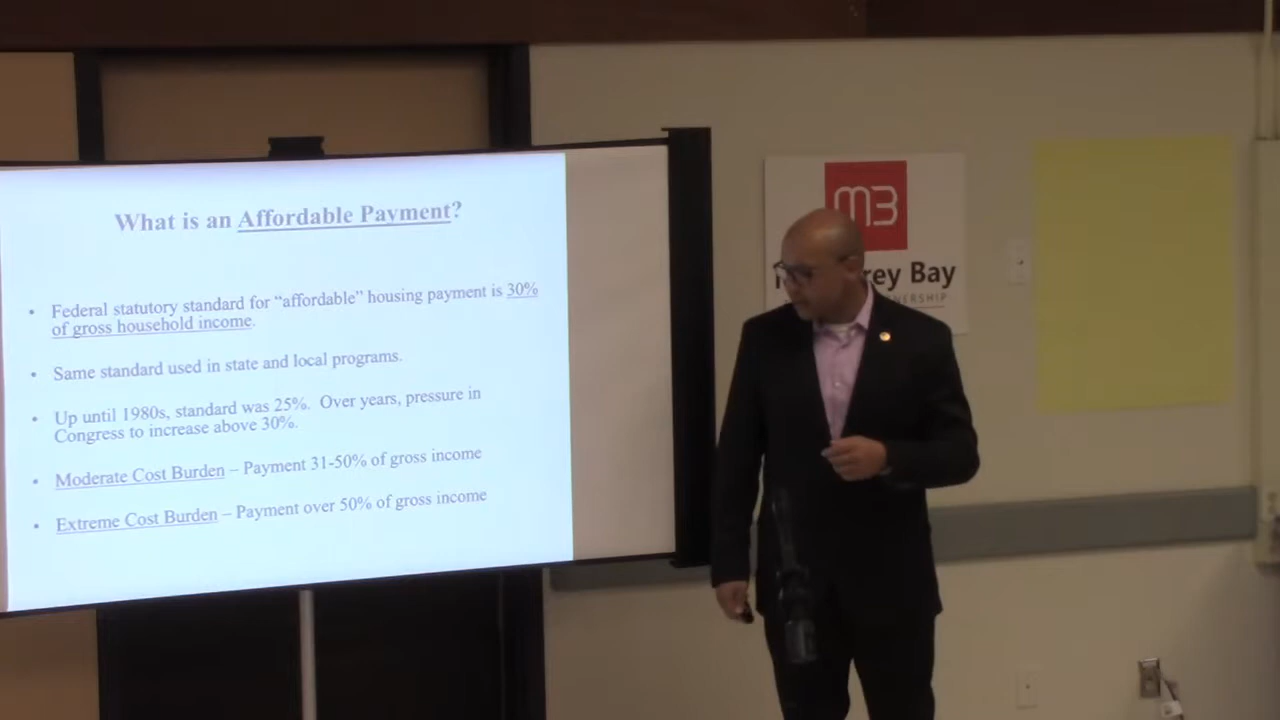 What is an Affordable Payment?
• Federal statutory standard for “affordable” housing payment is 30%
of gross household income.
• Same standard used in state and local programs.
• Up until 1980s, standard was 25%. Over years, pressure in
Congress to increase above 30%.
• Moderate Cost Burden – Payment 31-50% of gross income
• Extreme Cost Burden – Payment over 50% of gross income
MB
rey Bay
NERSHIP